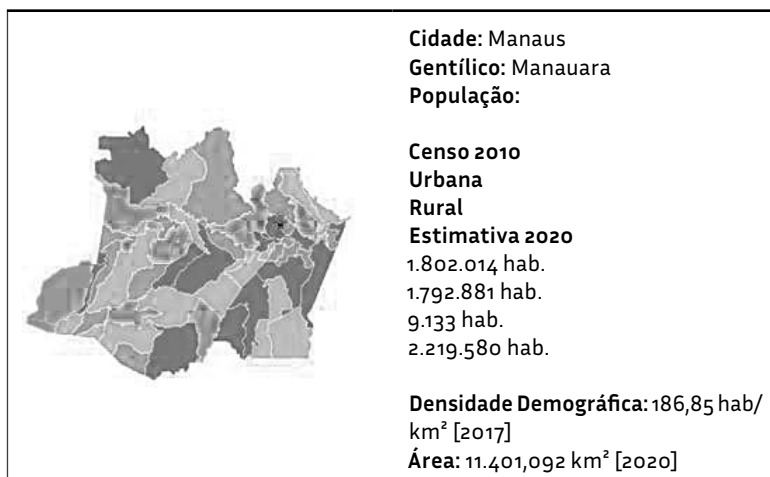 Cidade: Manaus
Gentílico: Manauara
População:
Censo 2010
Urbana
Rural
Estimativa 2020
1.802.014 hab.
1.792.881 hab.
9.133 hab.
2.219.580 hab.
Densidade Demográfica: 186,85 hab/
km² [2017]
Área: 11.401,092 km² [2020]